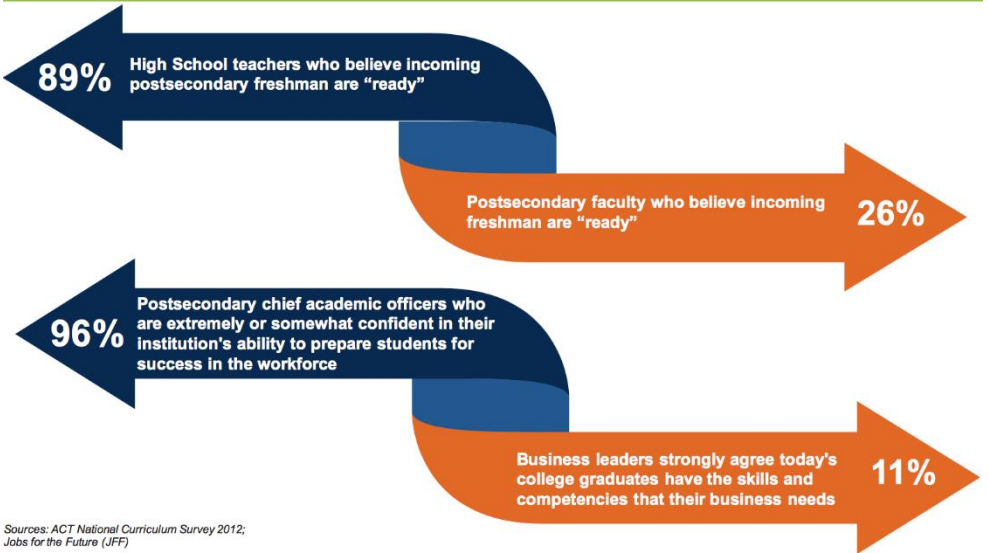 89%
High School teachers who believe incoming
postsecondary freshman are “ready”
Postsecondary faculty who believe incoming
freshman are “ready”
26%
96%
Postsecondary chief academic officers who
are extremely or somewhat confident in their
institution's ability to prepare students for
success in the workforce
Business leaders strongly agree today's
college graduates have the skills and
competencies that their business needs
11%
Sources: ACT National Curriculum Survey 2012;
Jobs for the Future (JFF)